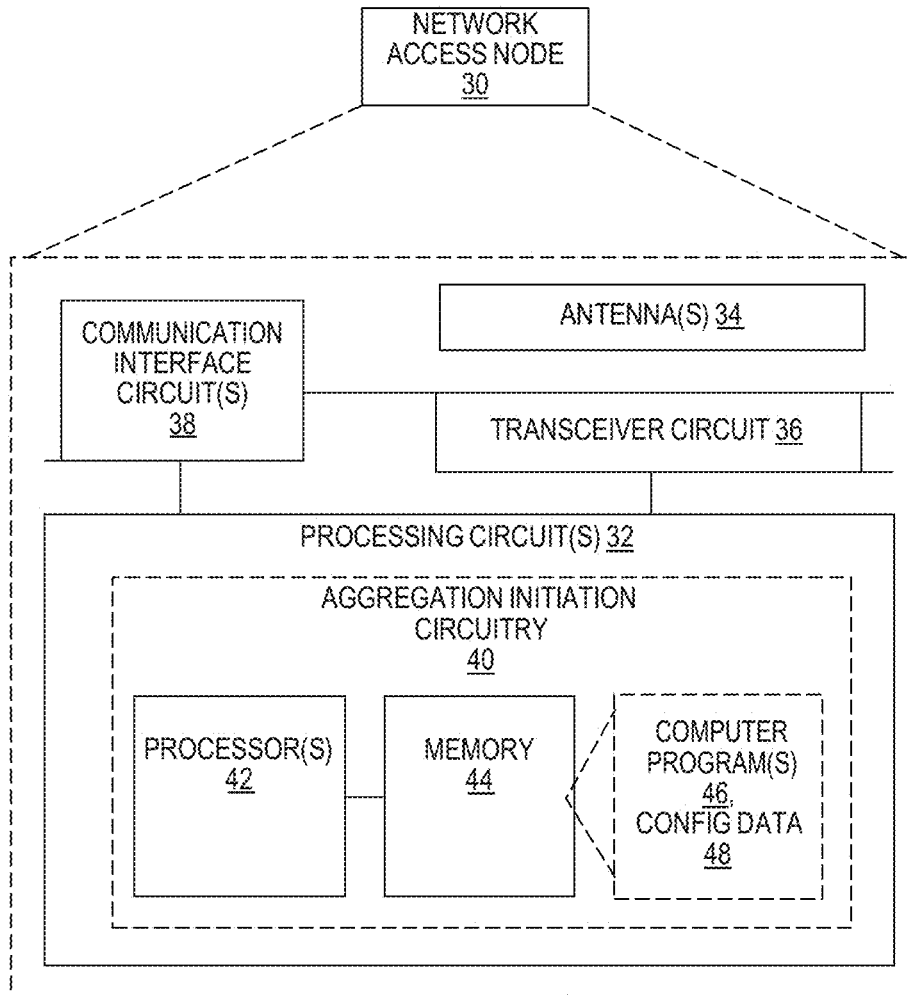 NETWORK
ACCESS NODE
30
ANTENNA(S) 34
COMMUNICATION
INTERFACE
CIRCUIT(S)
38
TRANSCEIVER CIRCUIT 36
PROCESSING CIRCUIT(S) 32
AGGREGATION INITIATION
CIRCUITRY
40
PROCESSOR(S)
42
MEMORY
44
COMPUTER
PROGRAM(S)
46,
CONFIG DATA
48